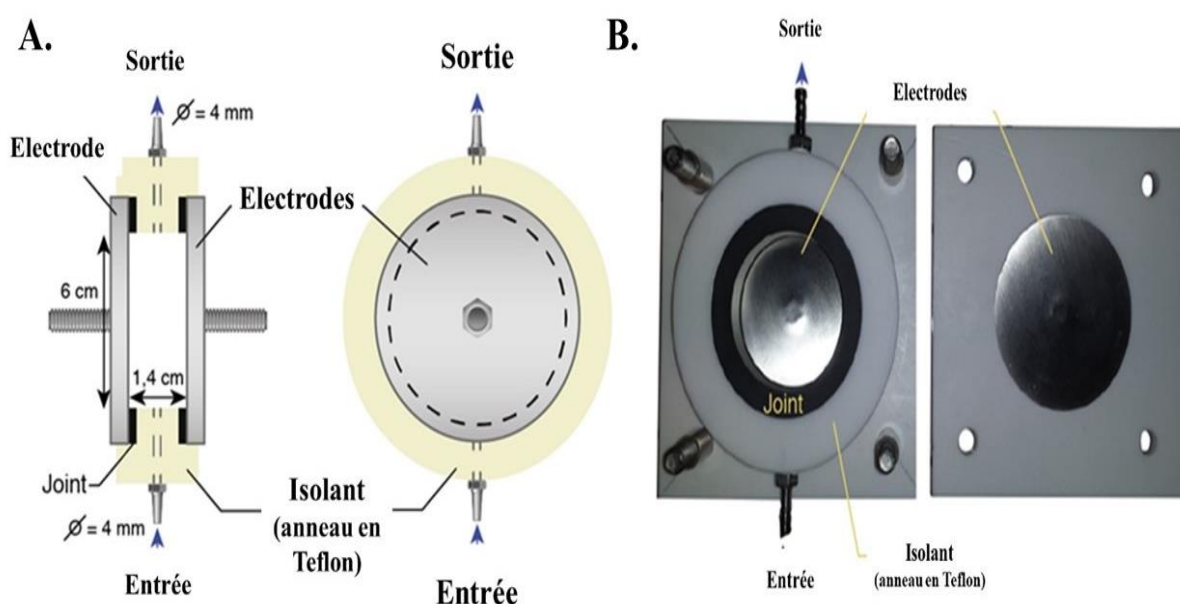 A.
Sortie
Ø = 4 mm
Electrode
Electrodes
6 cm
1,4 cm
Joint
Ø = 4 mm
Entrée
Sortie
Isolant
(anneau en
Teflon)
Entrée
B.
Sortie
Electrodes
Joint
Isolant
(anneau en Teflon)
Entrée